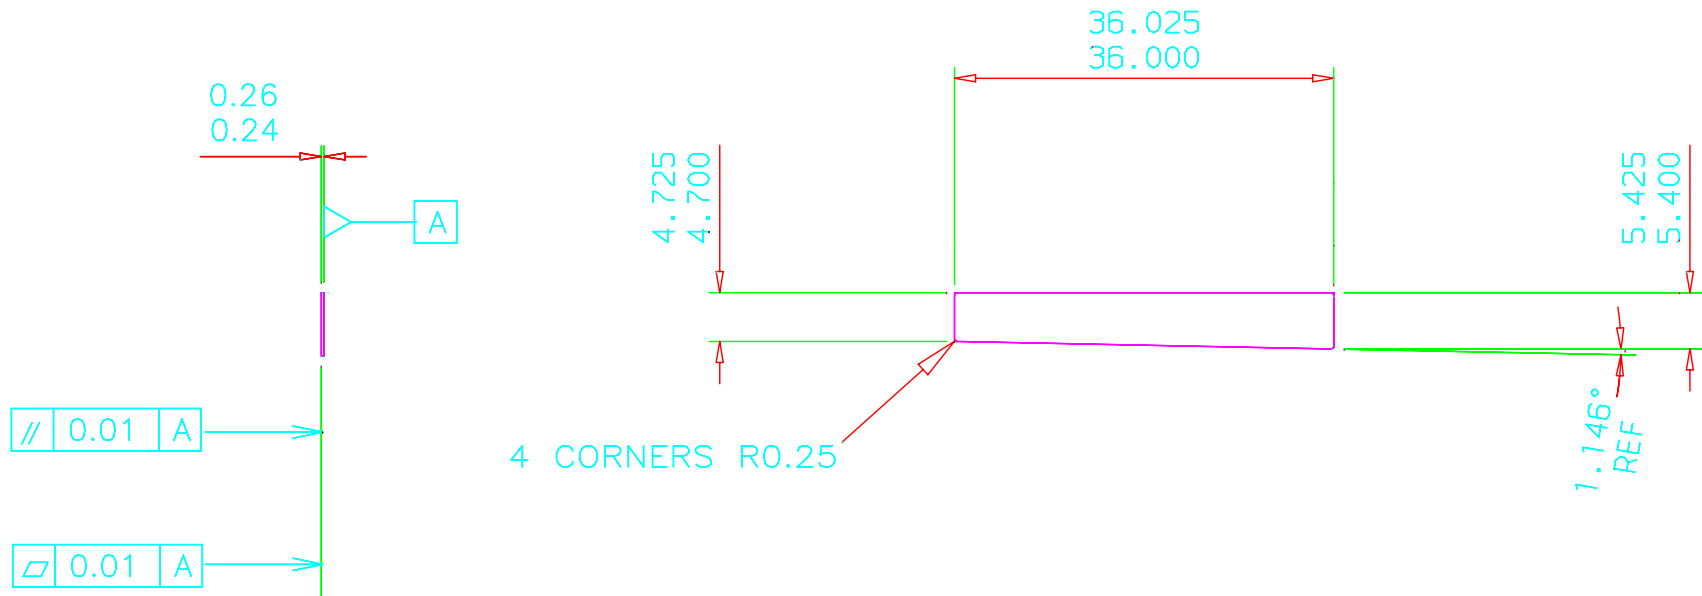 36.025
36.000
0.26
0.24
4.725
4.700
5.425
5.400
A
// 0.01 A
4 CORNERS R0.25
1.146°
REF
⏥ 0.01 A